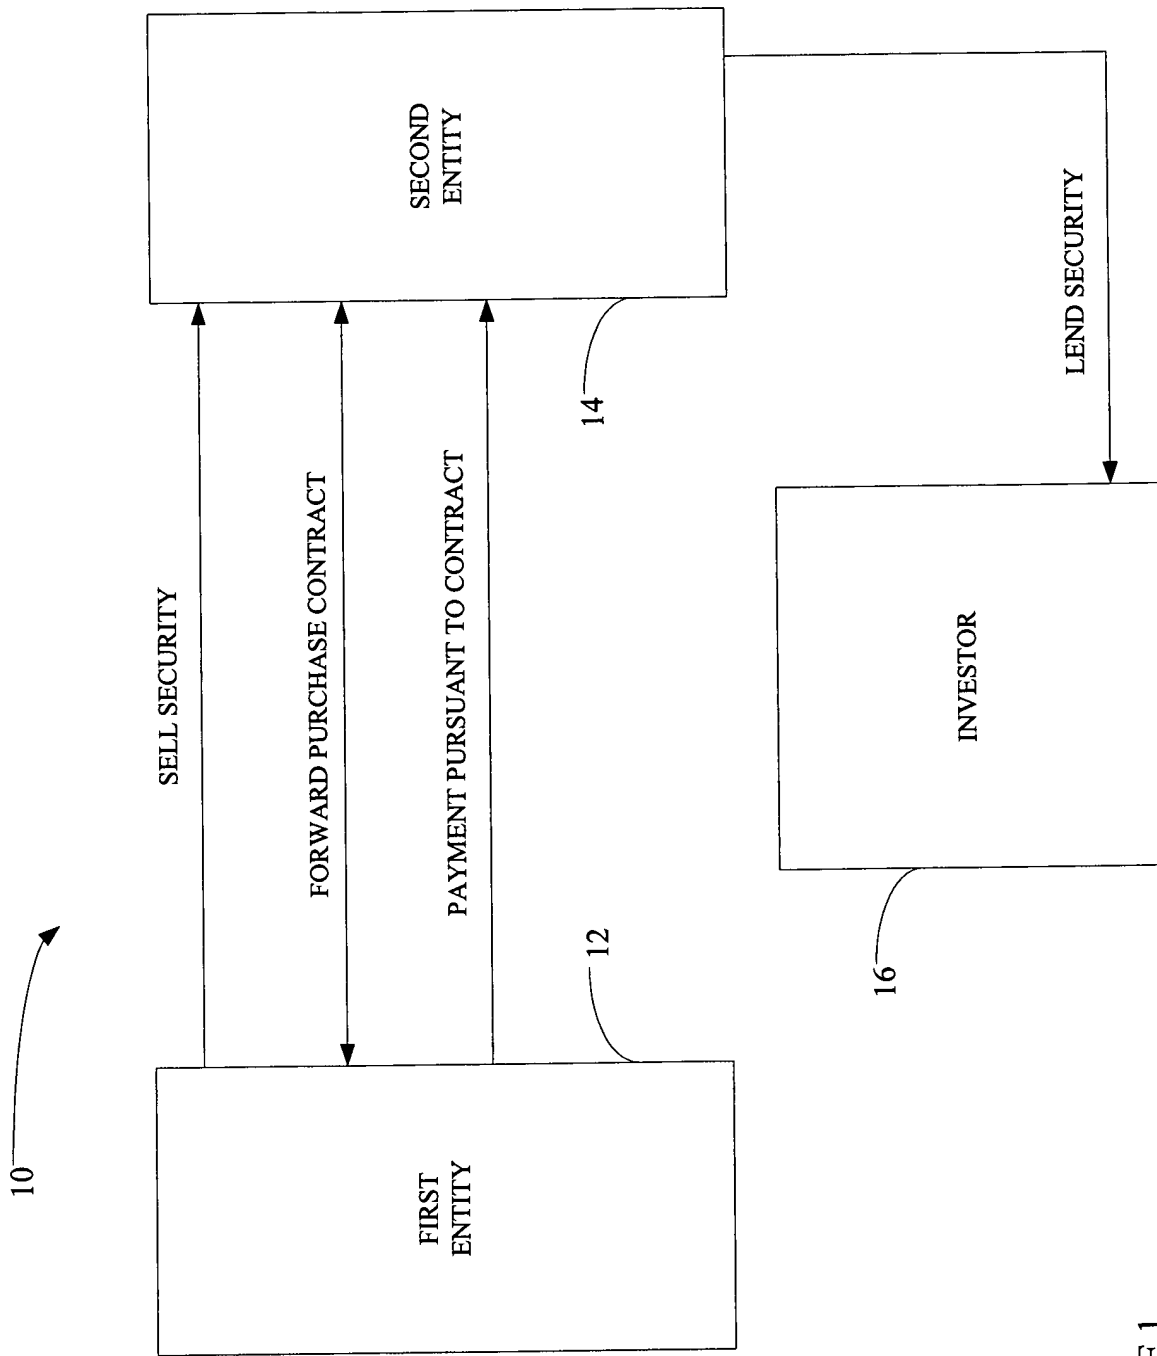 10
SELL SECURITY
FORWARD PURCHASE CONTRACT
PAYMENT PURSUANT TO CONTRACT
FIRST
ENTITY
12
SECOND
ENTITY
14
LEND SECURITY
INVESTOR
16
1